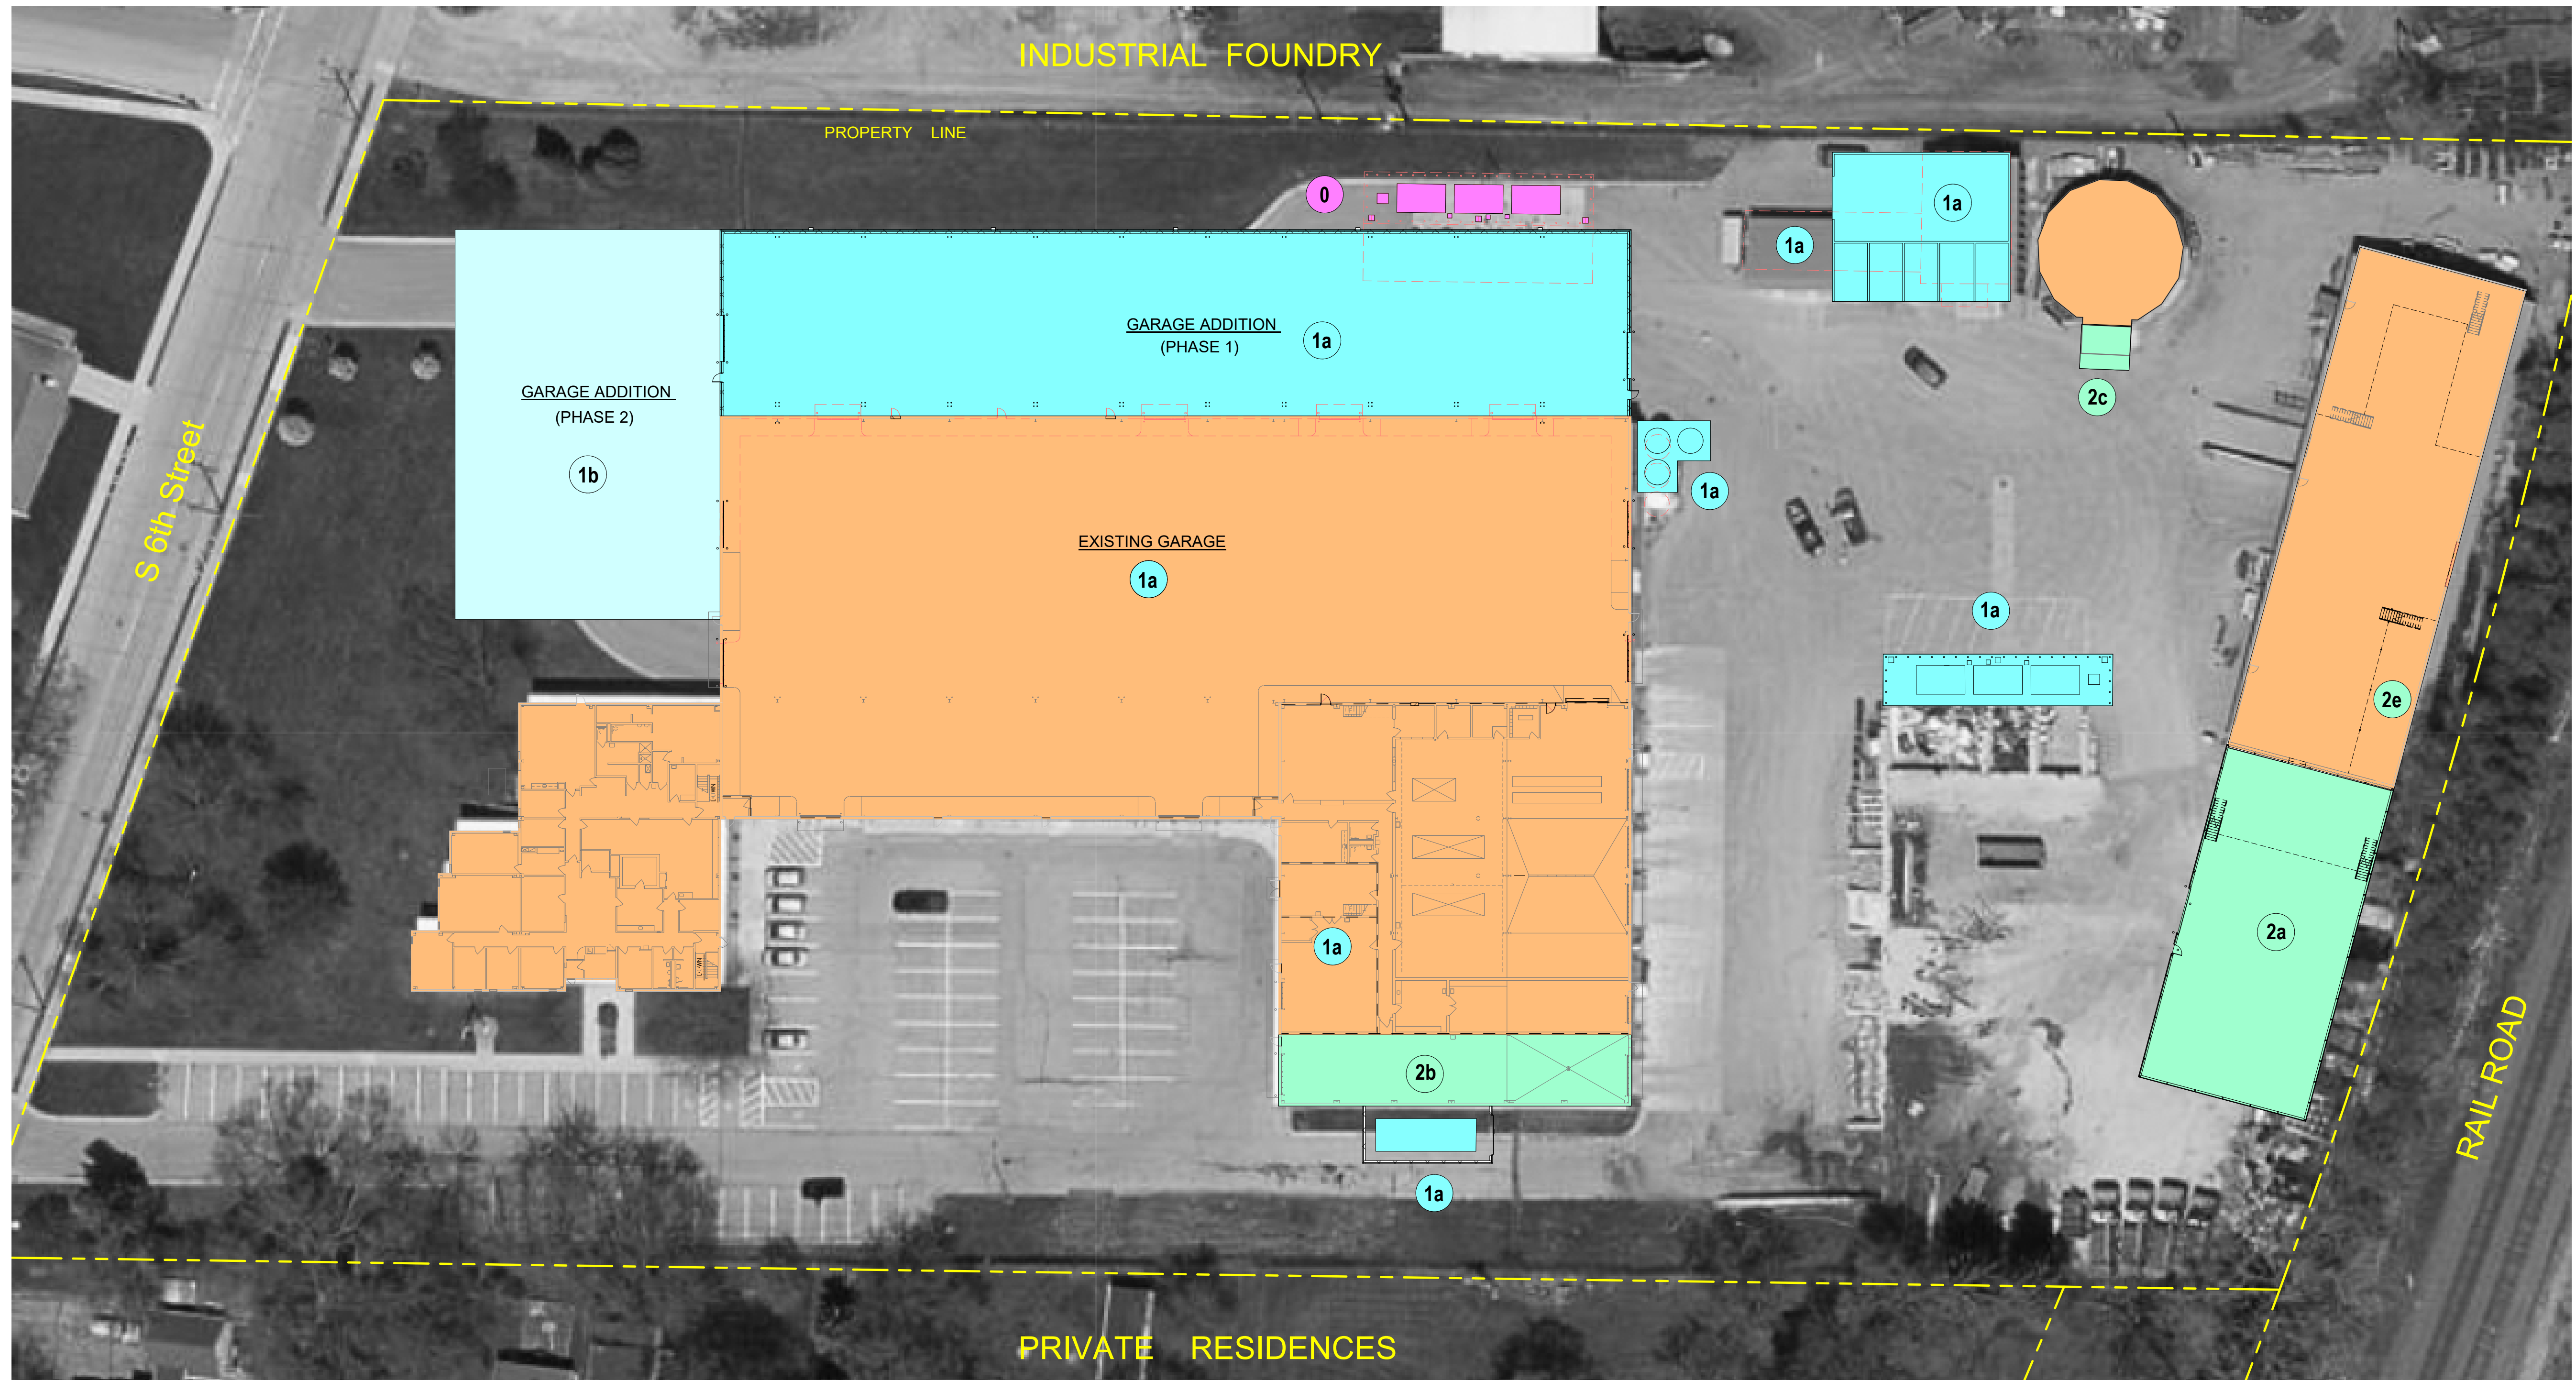 INDUSTRIAL FOUNDRY
PROPERTY LINE
0
1a
1a
GARAGE ADDITION
(PHASE 1)
1a
GARAGE ADDITION
(PHASE 2)
1b
2c
1a
S 6th Street
EXISTING GARAGE
1a
1a
2e
1a
2a
2b
1a
RAIL ROAD
PRIVATE RESIDENCES